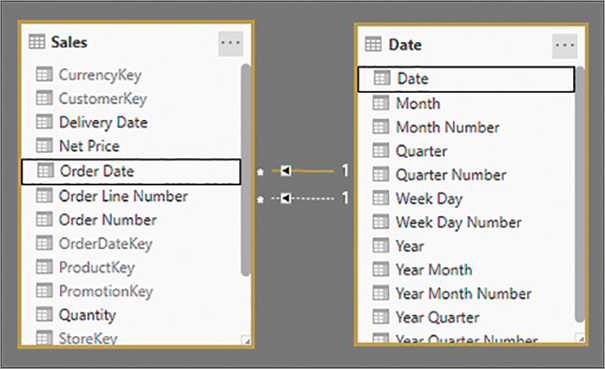 Sales
...
CurrencyKey
CustomerKey
Delivery Date
Net Price
Order Date
Order Line Number
Order Number
OrderDateKey
ProductKey
PromotionKey
Quantity
StoreKey
* 1
* 1
Date
...
Date
Month
Month Number
Quarter
Quarter Number
Week Day
Week Day Number
Year
Year Month
Year Month Number
Year Quarter
Year Quarter Number